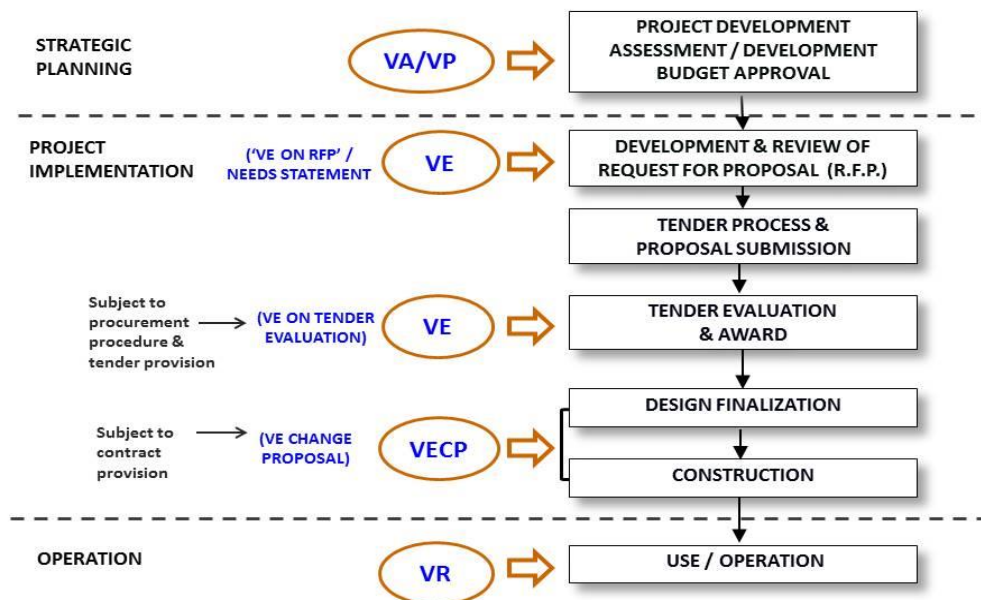 STRATEGIC
PLANNING
VA/VP
PROJECT DEVELOPMENT
ASSESSMENT / DEVELOPMENT
BUDGET APPROVAL
PROJECT
IMPLEMENTATION
('VE ON RFP' /
NEEDS STATEMENT
VE
DEVELOPMENT & REVIEW OF
REQUEST FOR PROPOSAL (R.F.P.)
TENDER PROCESS &
PROPOSAL SUBMISSION
Subject to
procurement
procedure &
tender provision
(VE ON TENDER
EVALUATION)
VE
TENDER EVALUATION
& AWARD
DESIGN FINALIZATION
Subject to
contract
provision
(VE CHANGE
PROPOSAL)
VECP
CONSTRUCTION
OPERATION
VR
USE / OPERATION